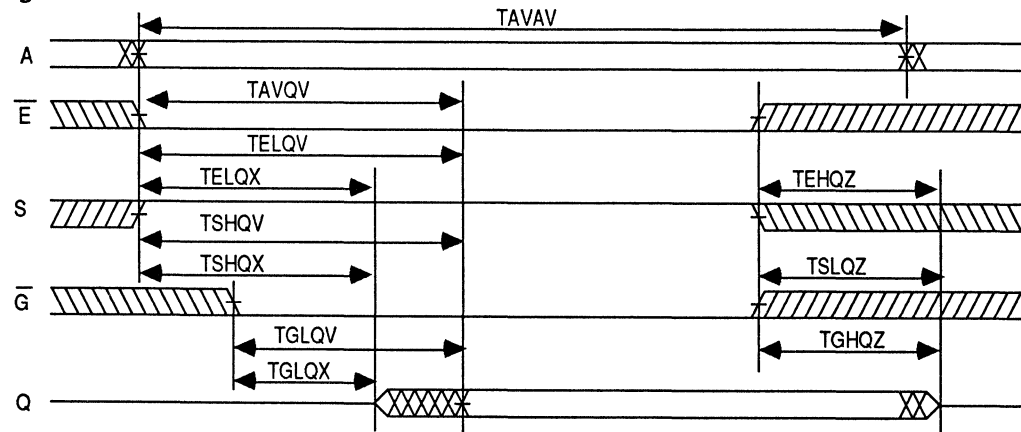 TAVAV
A
TAVQV
E̅
TELQV
TELQX
TEHQZ
S
TSHQV
TSHQX
TSLQZ
G̅
TGLQV
TGHQZ
TGLQX
Q